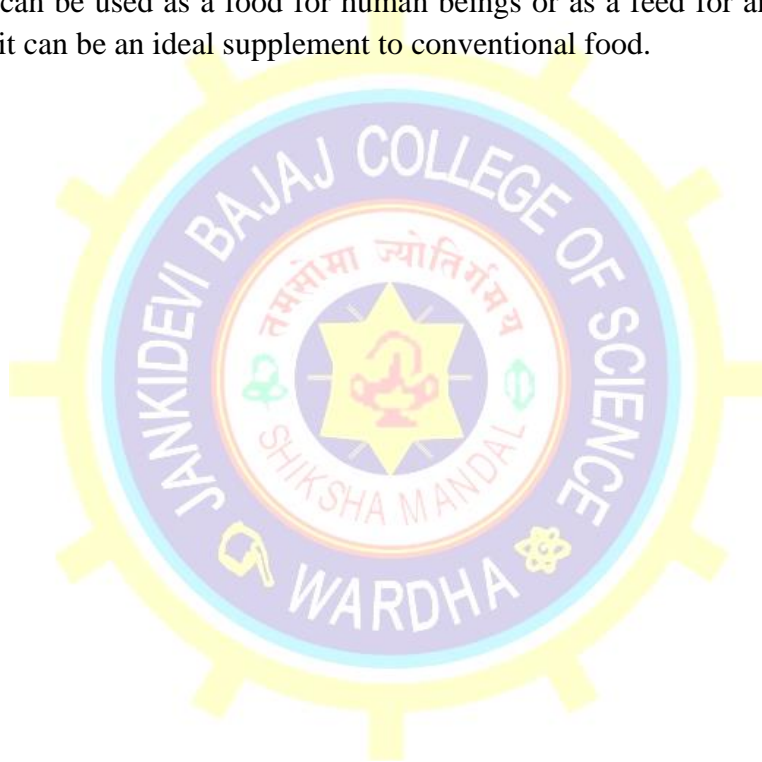 can be used as a food for human beings or as a feed for
it can be an ideal supplement to conventional food.
JANKIDEVI BAJAJ COLLEGE OF SCIENCE
तमसोमा ज्योतिर्गमय
SHIKSHA MANDAL
WARDHA